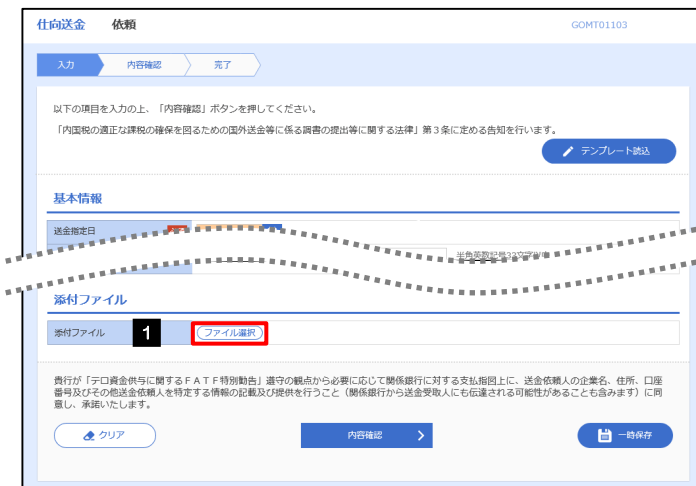 仕向送金 依頼 GOMT01103
入力 内容確認 完了
以下の項目を入力の上、「内容確認」ボタンを押してください。
「内国税の適正な課税の確保を図るための国外送金等に係る調書の提出等に関する法律」第3条に定める告知を行います。
テンプレート読込
基本情報
送金指定日
添付ファイル
添付ファイル 1 ファイル選択
貴行が「テロ資金供与に関するＦＡＴＦ特別勧告」遵守の観点から必要に応じて関係銀行に対する支払指図上に、送金依頼人の企業名、住所、口座
番号及びその他送金依頼人を特定する情報の記載及び提供を行うこと（関係銀行から送金受取人にも伝達される可能性があることも含みます）に同
意し、承諾いたします。
クリア 内容確認 一時保存